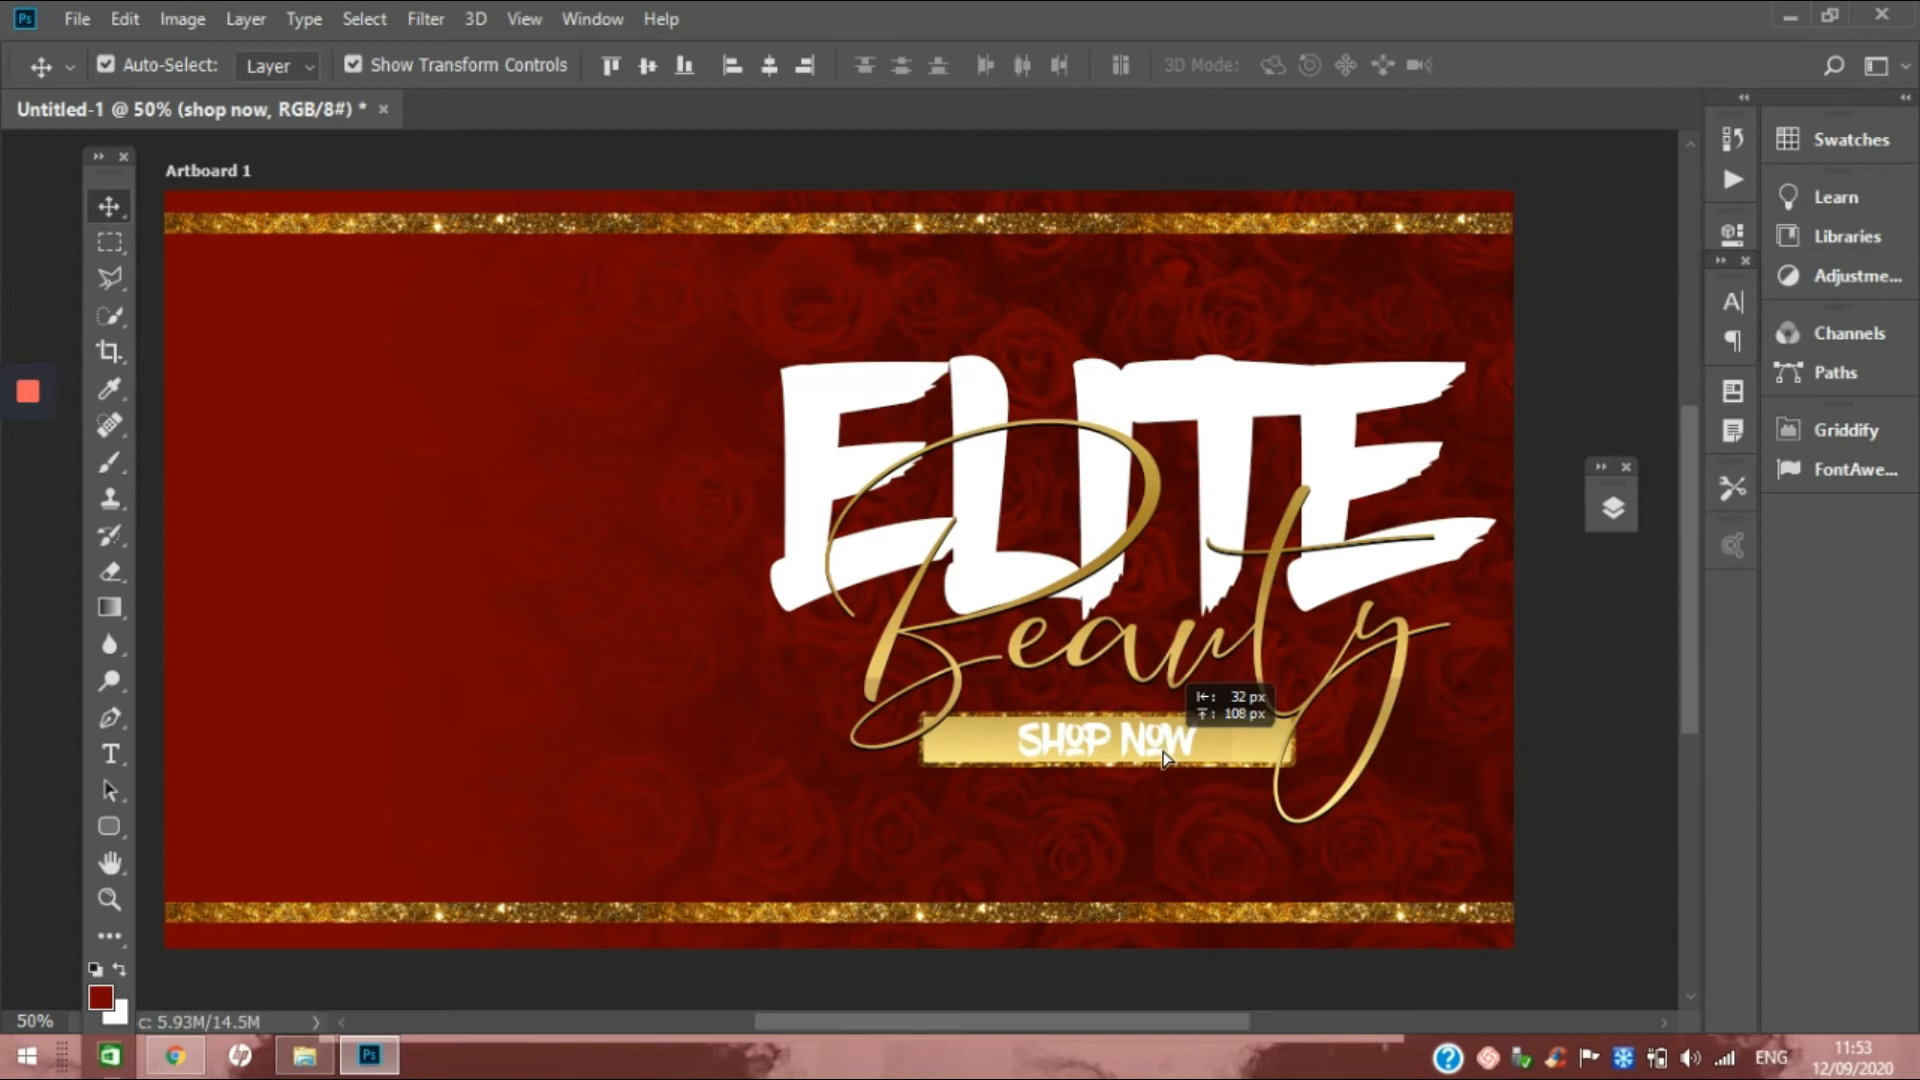 Ps File Edit Image Layer Type Select Filter 3D View Window Help
Auto-Select: Layer Show Transform Controls 3D Mode:
Untitled-1 @ 50% (shop now, RGB/8#) *
Artboard 1
Swatches
Learn
Libraries
Adjustme...
Channels
Paths
Griddify
FontAwe...
ELITE
Beauty
32 px
108 px
SHOP NOW
50% c: 5.93M/14.5M
hp Ps ENG 11:53
12/09/2020